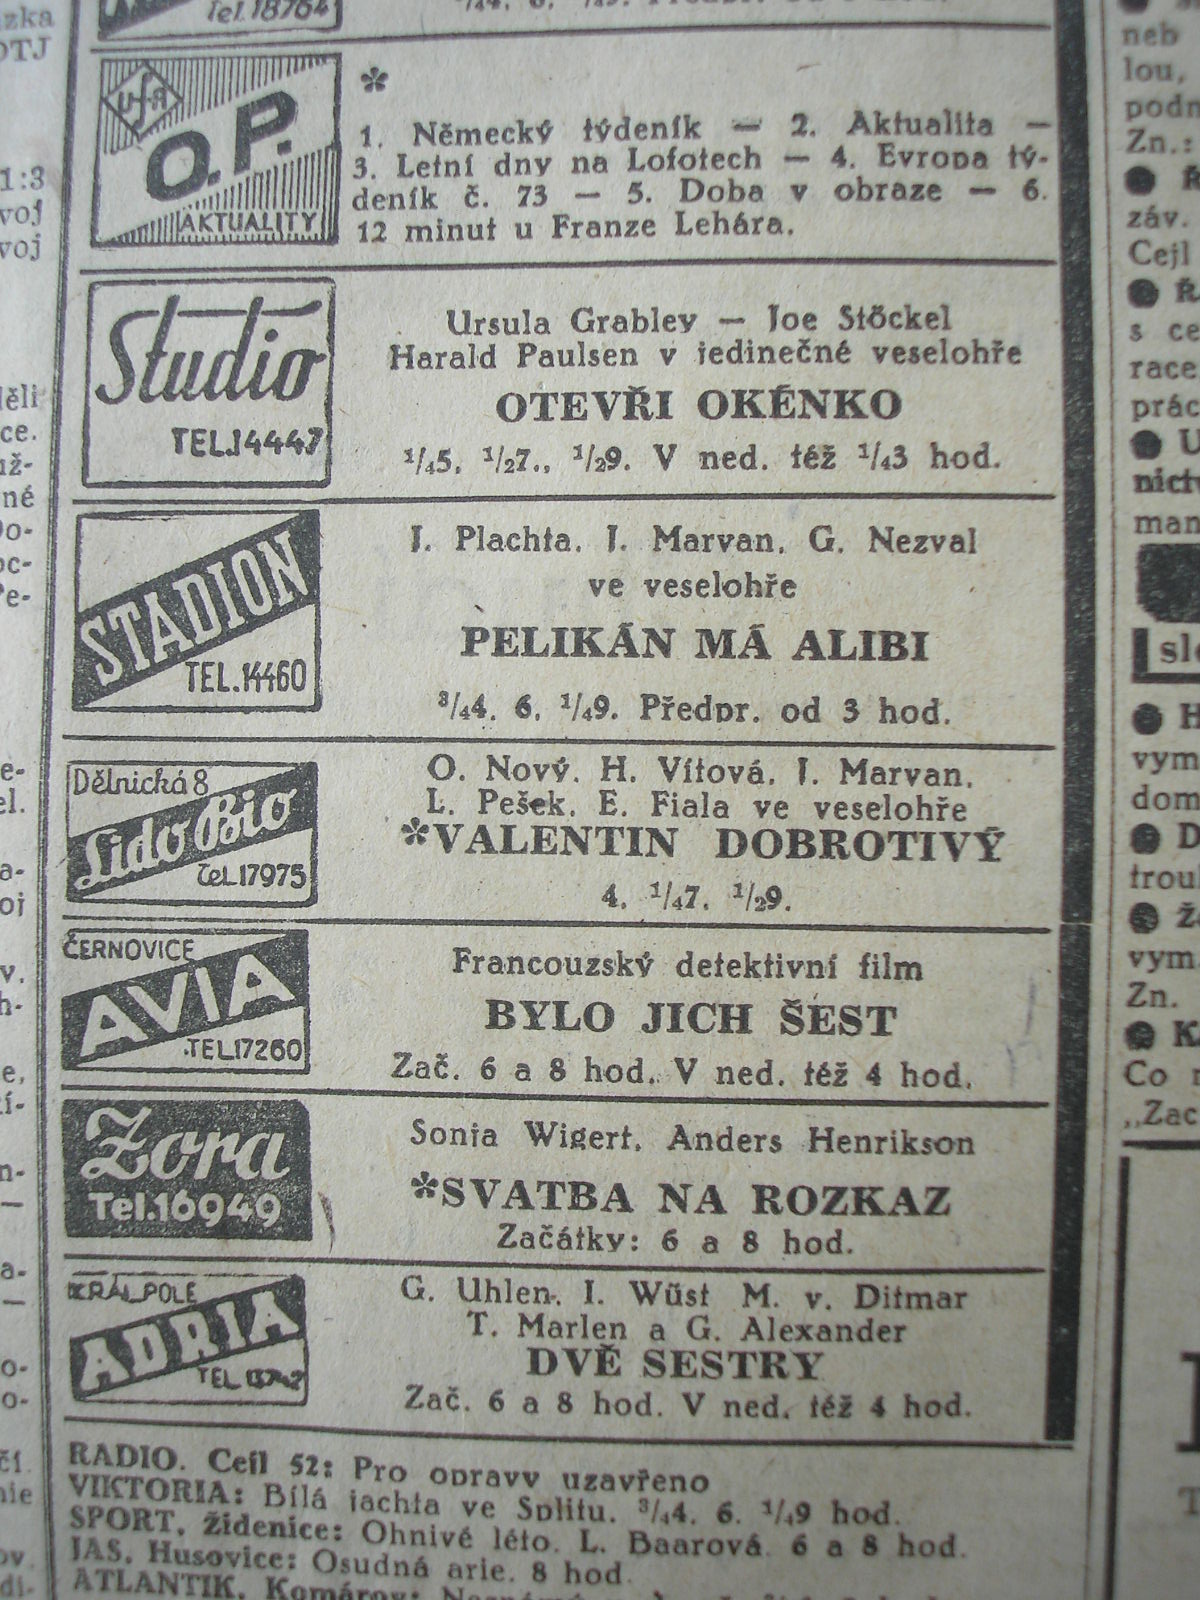 Tel. 18764
Ufa
O.P.
AKTUALITY
*
1. Německý týdeník — 2. Aktualita —
3. Letní dny na Lofotech — 4. Evropa tý-
deník č. 73 — 5. Doba v obraze — 6.
12 minut u Franze Lehára.
Studio
TEL.14447
Ursula Grabley — Joe Stöckel
Harald Paulsen v jedinečné veselohře
OTEVŘI OKÉNKO
1/45, 1/27., 1/29. V ned. též 1/43 hod.
STADION
TEL.14460
J. Plachta, J. Marvan, G. Nezval
ve veselohře
PELIKÁN MÁ ALIBI
3/44, 6, 1/49. Předpr. od 3 hod.
Dělnická 8
Lido Bio
tel.17975
O. Nový, H. Vítová, J. Marvan,
L. Pešek, E. Fiala ve veselohře
*VALENTIN DOBROTIVÝ
4, 1/47, 1/29.
ČERNOVICE
AVIA
TEL.17260
Francouzský detektivní film
BYLO JICH ŠEST
Zač. 6 a 8 hod. V ned. též 4 hod.
Zora
Tel.16949
Sonja Wigert, Anders Henrikson
*SVATBA NA ROZKAZ
Začátky: 6 a 8 hod.
KRÁL.POLE
ADRIA
TEL
G. Uhlen, I. Wüst M. v. Ditmar
T. Marlen a G. Alexander
DVĚ SESTRY
Zač. 6 a 8 hod. V ned. též 4 hod.
RADIO, Cejl 52: Pro opravy uzavřeno
VIKTORIA: Bílá jachta ve Splitu. 3/44, 6, 1/49 hod.
SPORT, Židenice: Ohnivé léto. L. Baarová. 6 a 8 hod.
JAS, Husovice: Osudná arie. 8 hod.
ATLANTIK, Komárov: